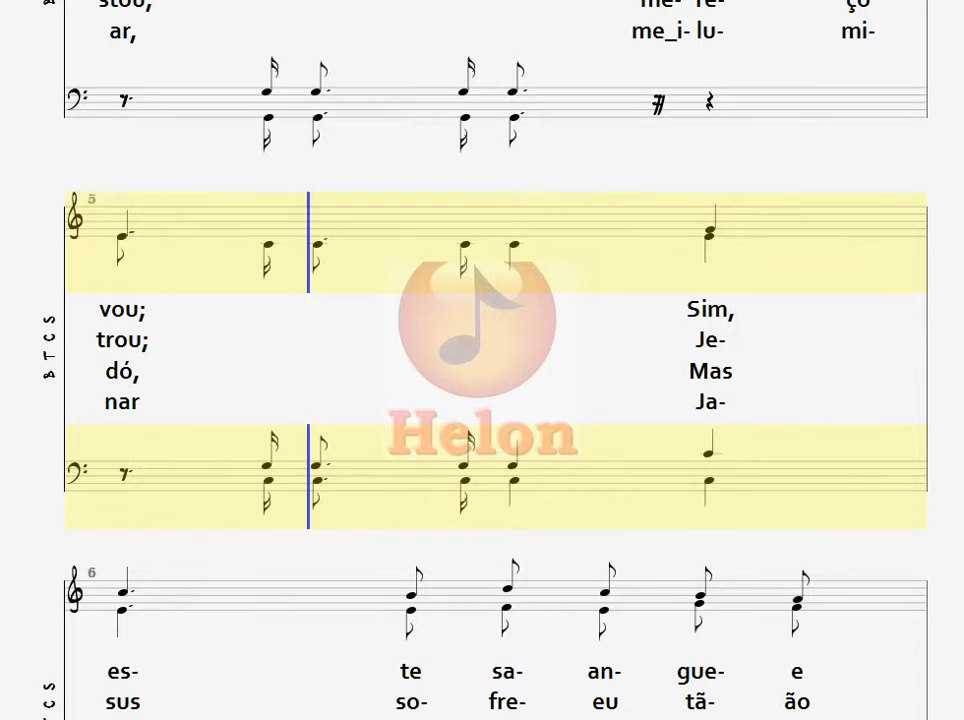 stou, me- re- ço
ar, me_i- lu- mi-
5
vou; Sim,
trou; Je-
dó, Mas
nar Ja-
B T C S
Helon
6
es- te sa- an- gue- e
sus so- fre- eu tã- ão